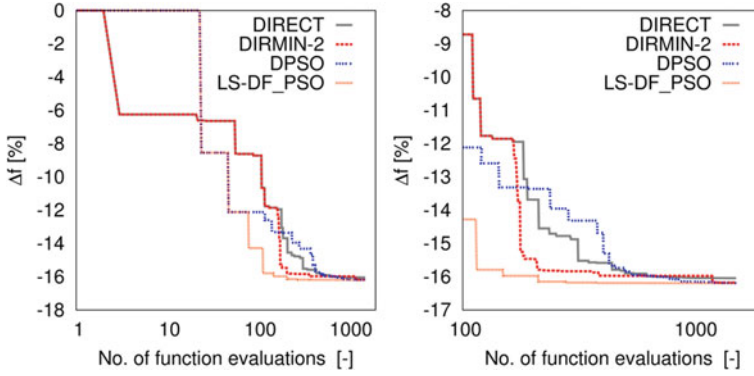 0
-2
-4
-6
-8
-10
-12
-14
-16
-18
Δf [%]
1
10
100
1000
No. of function evaluations [-]
DIRECT
DIRMIN-2
DPSO
LS-DF_PSO
-8
-9
-10
-11
-12
-13
-14
-15
-16
-17
Δf [%]
100
1000
No. of function evaluations [-]
DIRECT
DIRMIN-2
DPSO
LS-DF_PSO